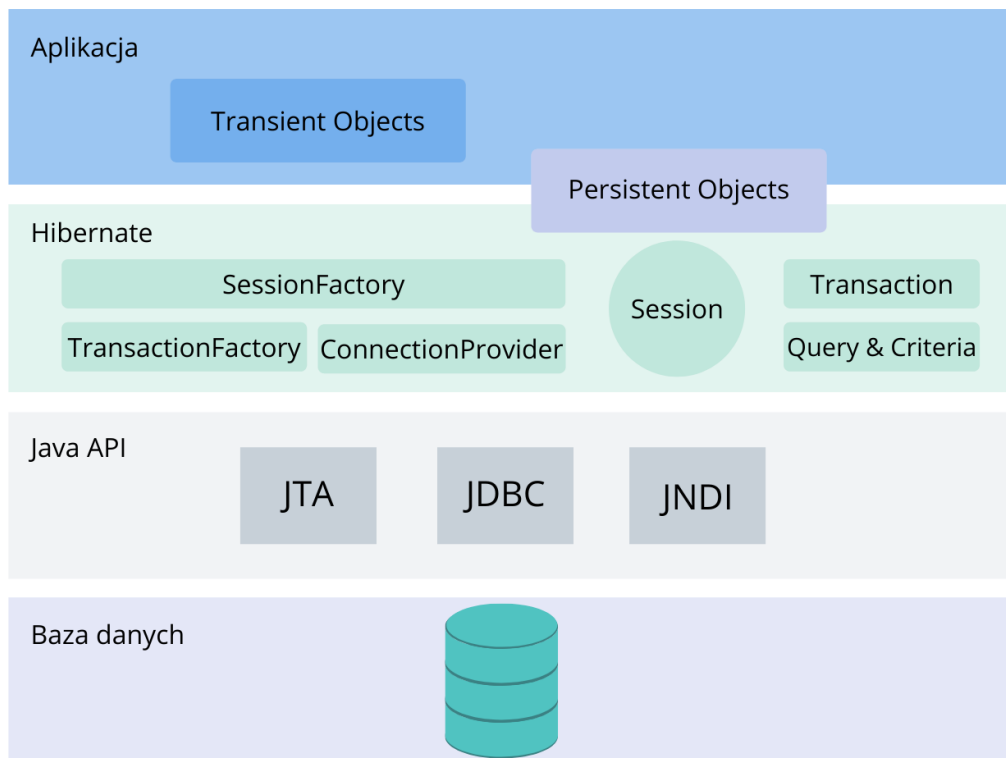 Aplikacja
Transient Objects
Persistent Objects
Hibernate
SessionFactory
TransactionFactory
ConnectionProvider
Session
Transaction
Query & Criteria
Java API
JTA
JDBC
JNDI
Baza danych